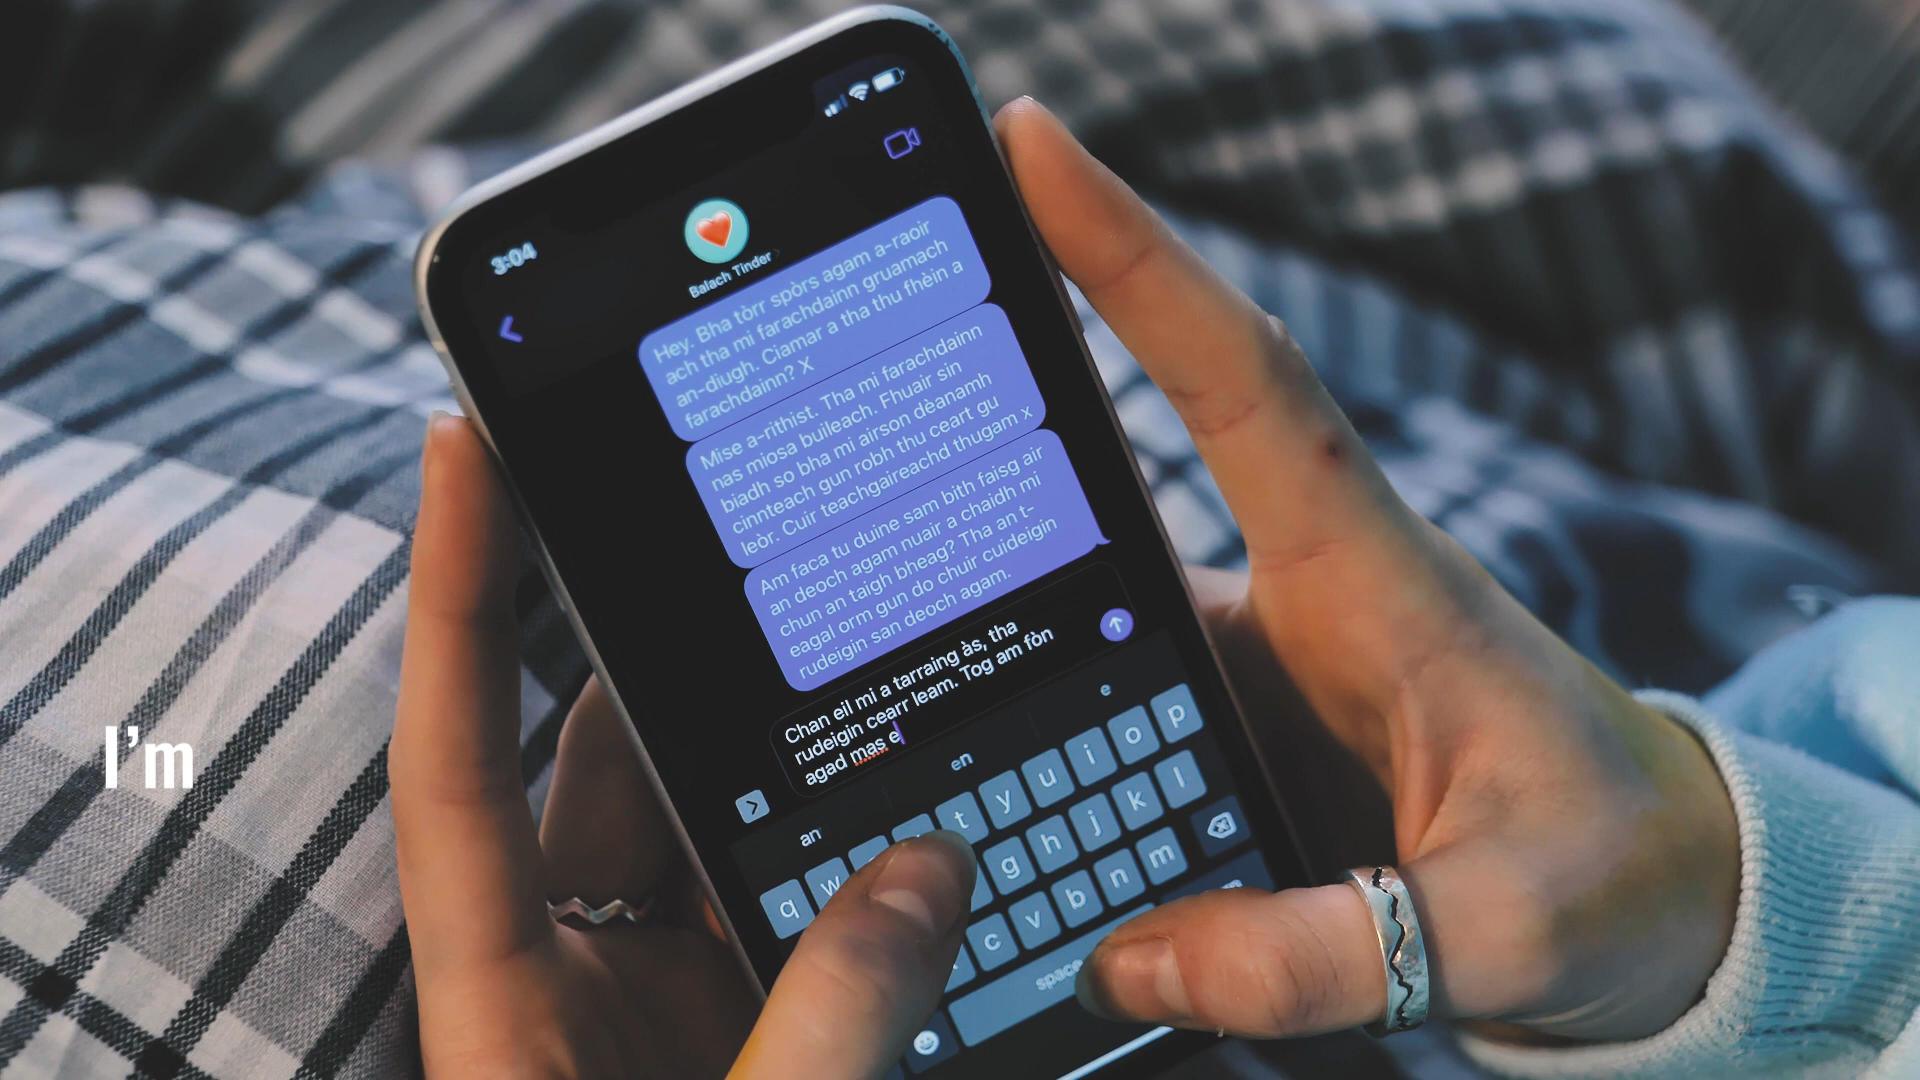 3:04
Balach Tinder
Hey. Bha tòrr spòrs agam a-raoir
ach tha mi farachdainn gruamach
an-diugh. Ciamar a tha thu fhèin a
farachdainn? X
Mise a-rithist. Tha mi farachdainn
nas miosa buileach. Fhuair sin
biadh so bha mi airson dèanamh
cinnteach gun robh thu ceart gu
leòr. Cuir teachgaireachd thugam x
Am faca tu duine sam bith faisg air
an deoch agam nuair a chaidh mi
chun an taigh bheag? Tha an t-
eagal orm gun do chuir cuideigin
rudeigin san deoch agam.
Chan eil mi a tarraing às, tha
rudeigin cearr leam. Tog am fòn
agad mas e
an en e
q w t y u i o p
g h j k l
c v b n m
space
I'm